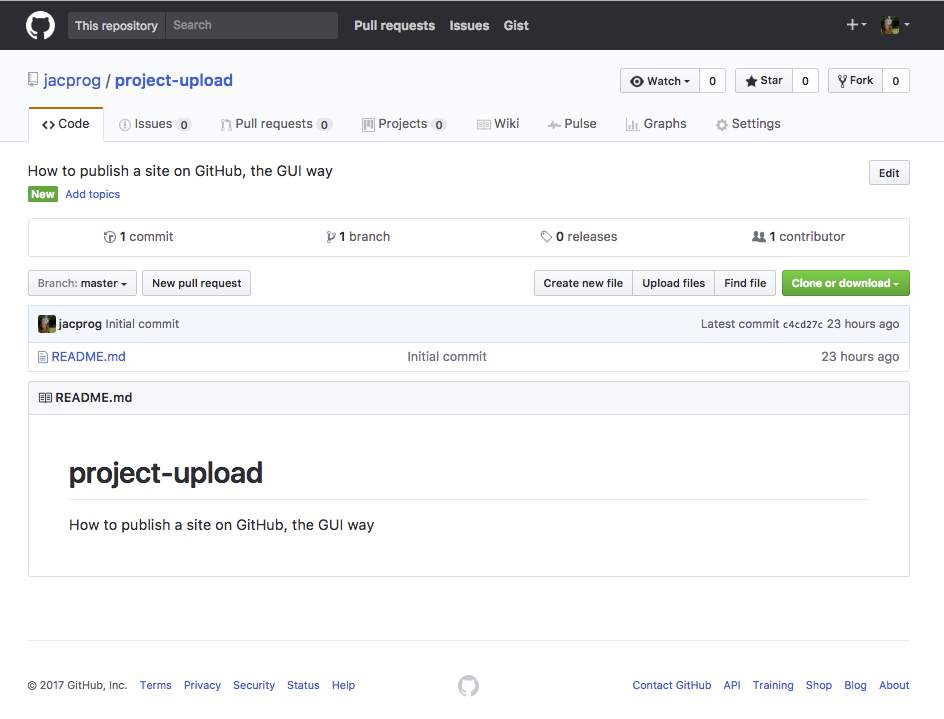 This repository Search Pull requests Issues Gist
jacprog / project-upload Watch 0 Star 0 Fork 0
Code Issues 0 Pull requests 0 Projects 0 Wiki Pulse Graphs Settings
How to publish a site on GitHub, the GUI way Edit
New Add topics
1 commit 1 branch 0 releases 1 contributor
Branch: master New pull request Create new file Upload files Find file Clone or download
jacprog Initial commit Latest commit c4cd27c 23 hours ago
README.md Initial commit 23 hours ago
README.md
project-upload
How to publish a site on GitHub, the GUI way
© 2017 GitHub, Inc. Terms Privacy Security Status Help Contact GitHub API Training Shop Blog About